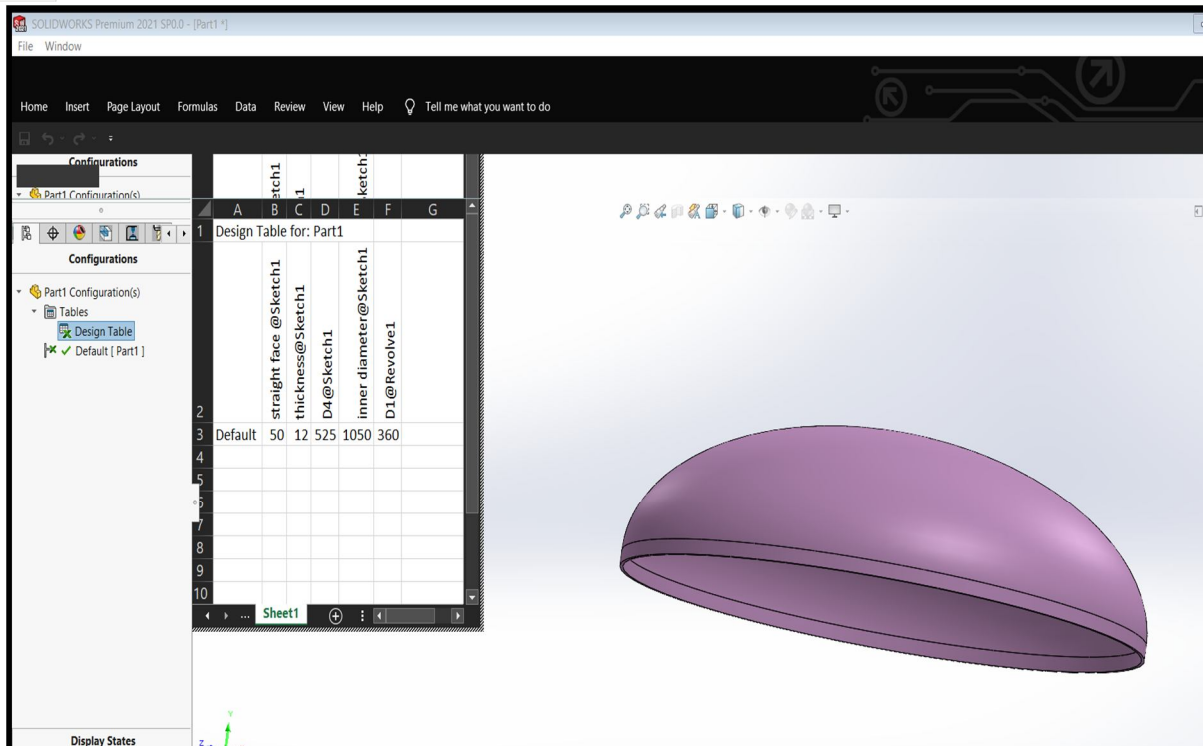 SOLIDWORKS Premium 2021 SP0.0 - [Part1 *]
File Window
Home Insert Page Layout Formulas Data Review View Help Tell me what you want to do
Configurations
Part1 Configuration(s)
Configurations
Part1 Configuration(s)
Tables
Design Table
Default [ Part1 ]
Display States
A B C D E F G
1 Design Table for: Part1
2 straight face @Sketch1 thickness@Sketch1 D4@Sketch1 inner diameter@Sketch1 D1@Revolve1
3 Default 50 12 525 1050 360
4
5
7
8
9
10
... Sheet1
Y
Z